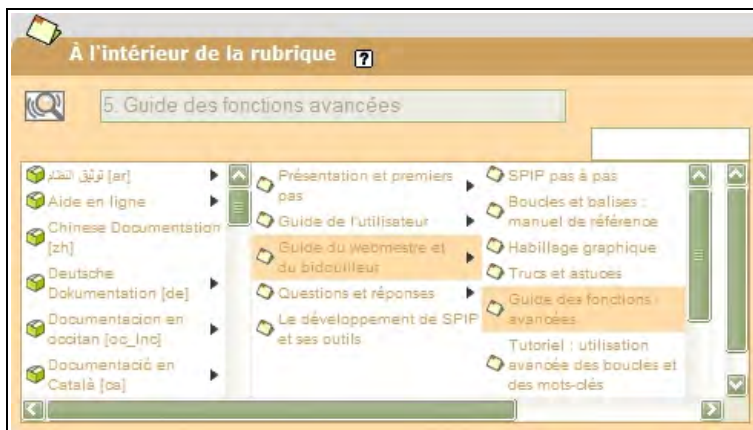 À l'intérieur de la rubrique ?
5. Guide des fonctions avancées
توثيق النظام [ar]
Aide en ligne
Chinese Documentation
[zh]
Deutsche
Dokumentation [de]
Documentacion en
occitan [oc_lnc]
Documentació en
Català [ca]
Présentation et premiers
pas
Guide de l'utilisateur
Guide du webmestre et
du bidouilleur
Questions et réponses
Le développement de SPIP
et ses outils
SPIP pas à pas
Boucles et balises :
manuel de référence
Habillage graphique
Trucs et astuces
Guide des fonctions
avancées
Tutoriel : utilisation
avancée des boucles et
des mots-clés